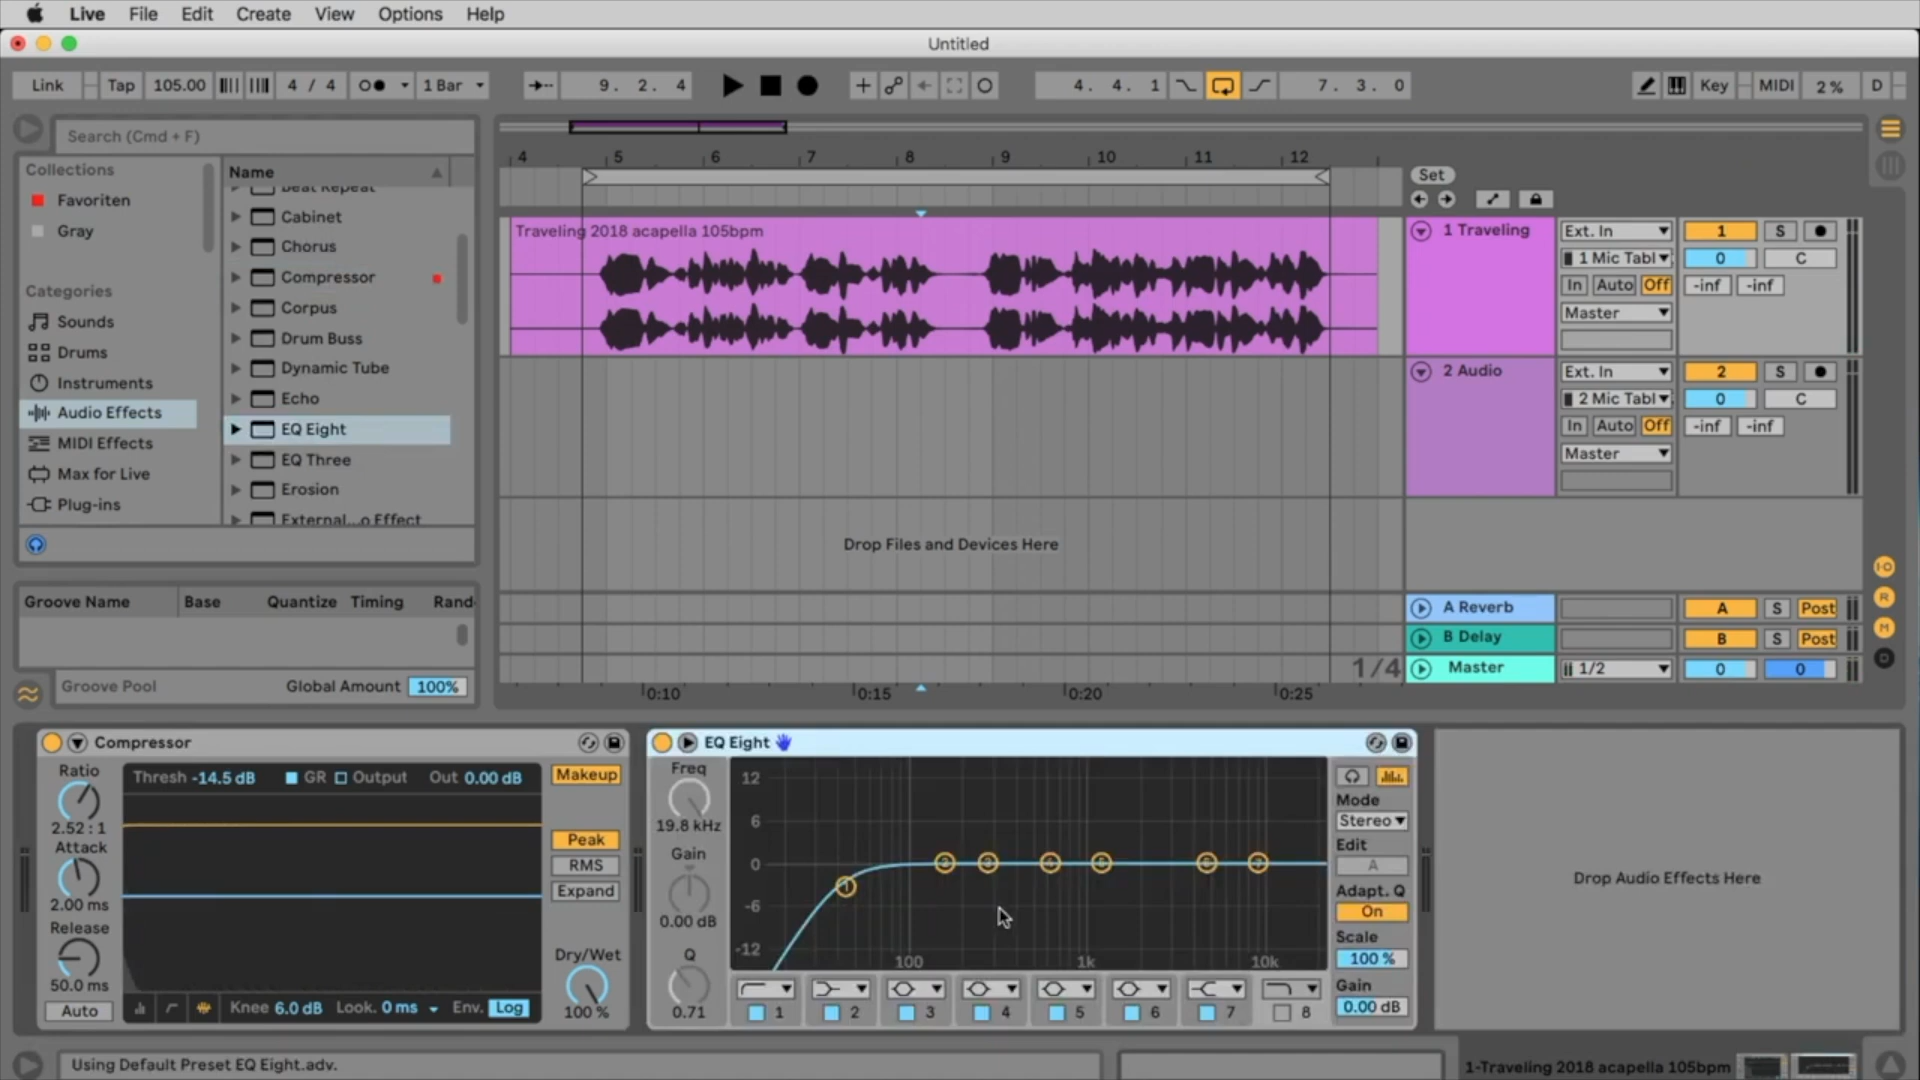 Live File Edit Create View Options Help
Untitled
Link Tap 105.00 4 / 4 1 Bar 9. 2. 4 4. 4. 1 7. 3. 0 Key MIDI 2 % D
Search (Cmd + F)
Collections
Favoriten
Gray
Categories
Sounds
Drums
Instruments
Audio Effects
MIDI Effects
Max for Live
Plug-ins
Name
Beat Repeat
Cabinet
Chorus
Compressor
Corpus
Drum Buss
Dynamic Tube
Echo
EQ Eight
EQ Three
Erosion
External...o Effect
4 5 6 7 8 9 10 11 12
Set
Traveling 2018 acapella 105bpm
Drop Files and Devices Here
1/4
0:10 0:15 0:20 0:25
1 Traveling Ext. In 1 S
1 Mic Tabl 0 C
In Auto Off -inf -inf
Master
2 Audio Ext. In 2 S
2 Mic Tabl 0 C
In Auto Off -inf -inf
Master
A Reverb A S Post
B Delay B S Post
Master 1/2 0 0
I·O
R
M
D
Groove Name Base Quantize Timing Rand
Groove Pool Global Amount 100%
Compressor
Ratio
2.52 : 1
Attack
2.00 ms
Release
50.0 ms
Auto
Thresh -14.5 dB GR Output Out 0.00 dB
Knee 6.0 dB Look. 0 ms Env. Log
Makeup
Peak
RMS
Expand
Dry/Wet
100 %
EQ Eight
Freq
19.8 kHz
Gain
0.00 dB
Q
0.71
12
6
0
-6
-12
1 2 3 4 5 6 7
100 1k 10k
1 2 3 4 5 6 7 8
Mode
Stereo
Edit
A
Adapt. Q
On
Scale
100 %
Gain
0.00 dB
Drop Audio Effects Here
Using Default Preset EQ Eight.adv.
1-Traveling 2018 acapella 105bpm